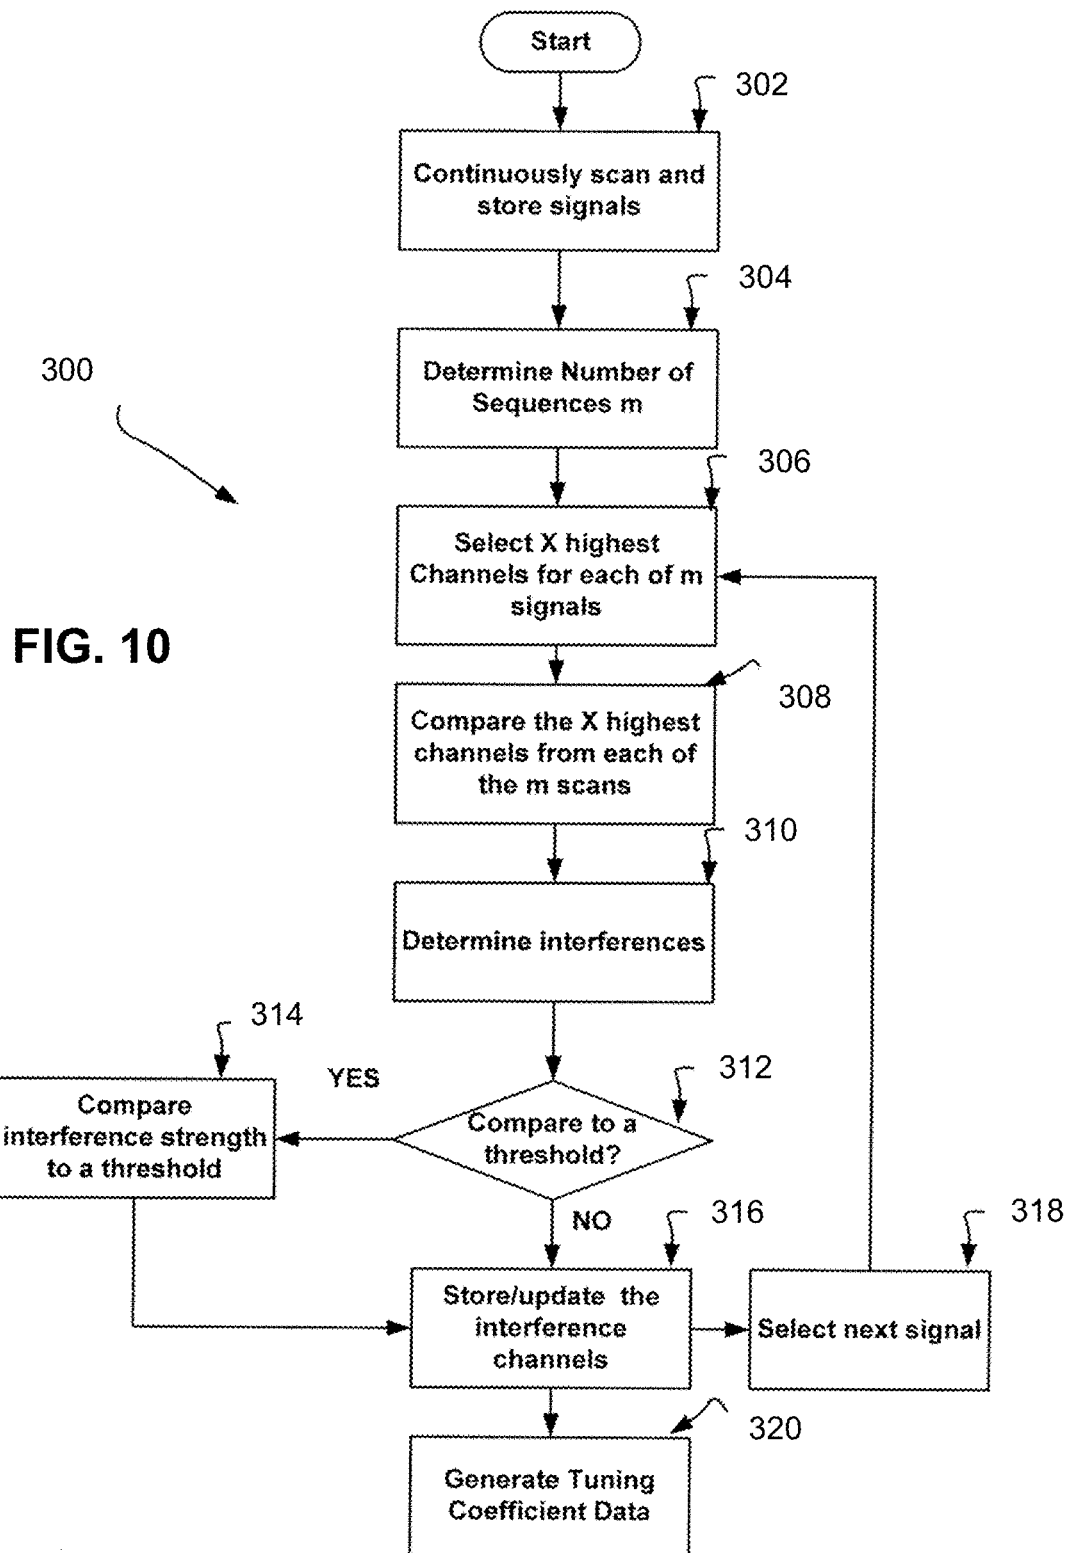 Start
302
Continuously scan and
store signals
304
Determine Number of
Sequences m
300
306
Select X highest
Channels for each of m
signals
FIG. 10
308
Compare the X highest
channels from each of
the m scans
310
Determine interferences
314
YES
312
Compare
interference strength
to a threshold
Compare to a
threshold?
NO
316
318
Store/update the
interference
channels
Select next signal
320
Generate Tuning
Coefficient Data